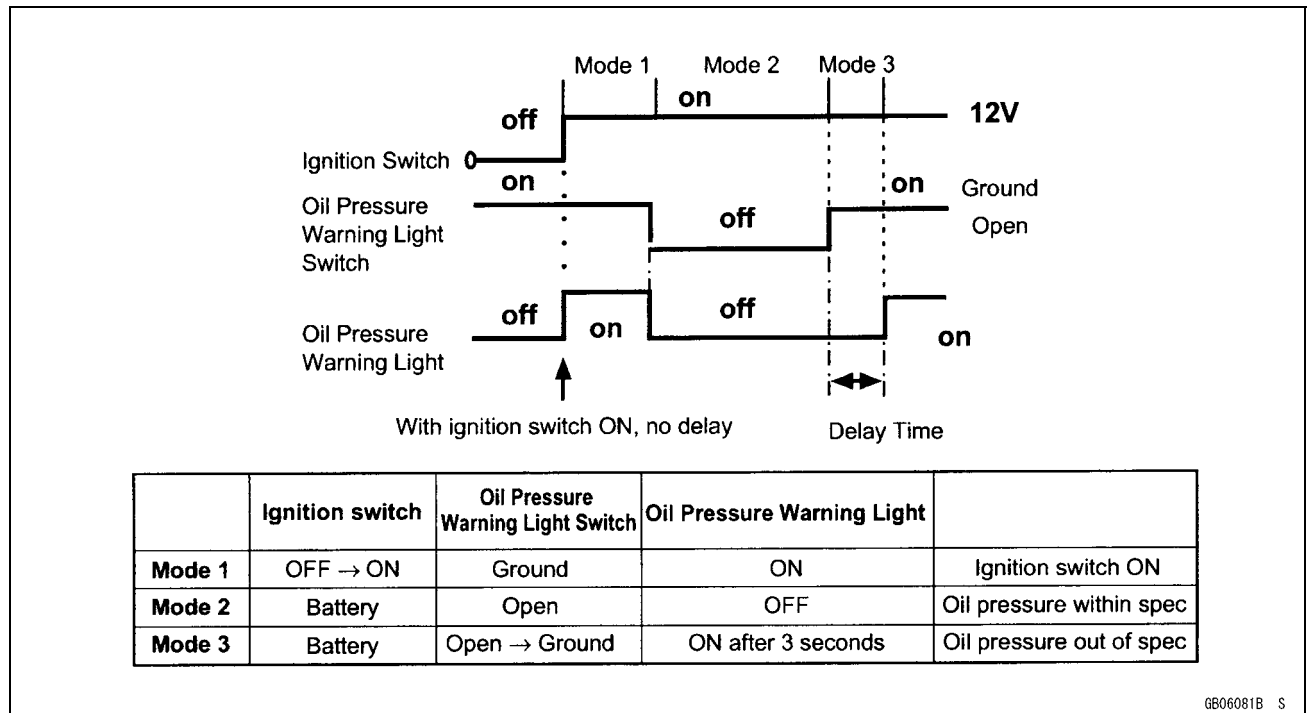 Mode 1 Mode 2 Mode 3
on
off 12V
Ignition Switch
on on Ground
Oil Pressure
Warning Light
Switch
off Open
off on off
Oil Pressure
Warning Light
on
With ignition switch ON, no delay
Delay Time
Ignition switch Oil Pressure Warning Light Switch Oil Pressure Warning Light
Mode 1 OFF → ON Ground ON Ignition switch ON
Mode 2 Battery Open OFF Oil pressure within spec
Mode 3 Battery Open → Ground ON after 3 seconds Oil pressure out of spec
GB06081B S